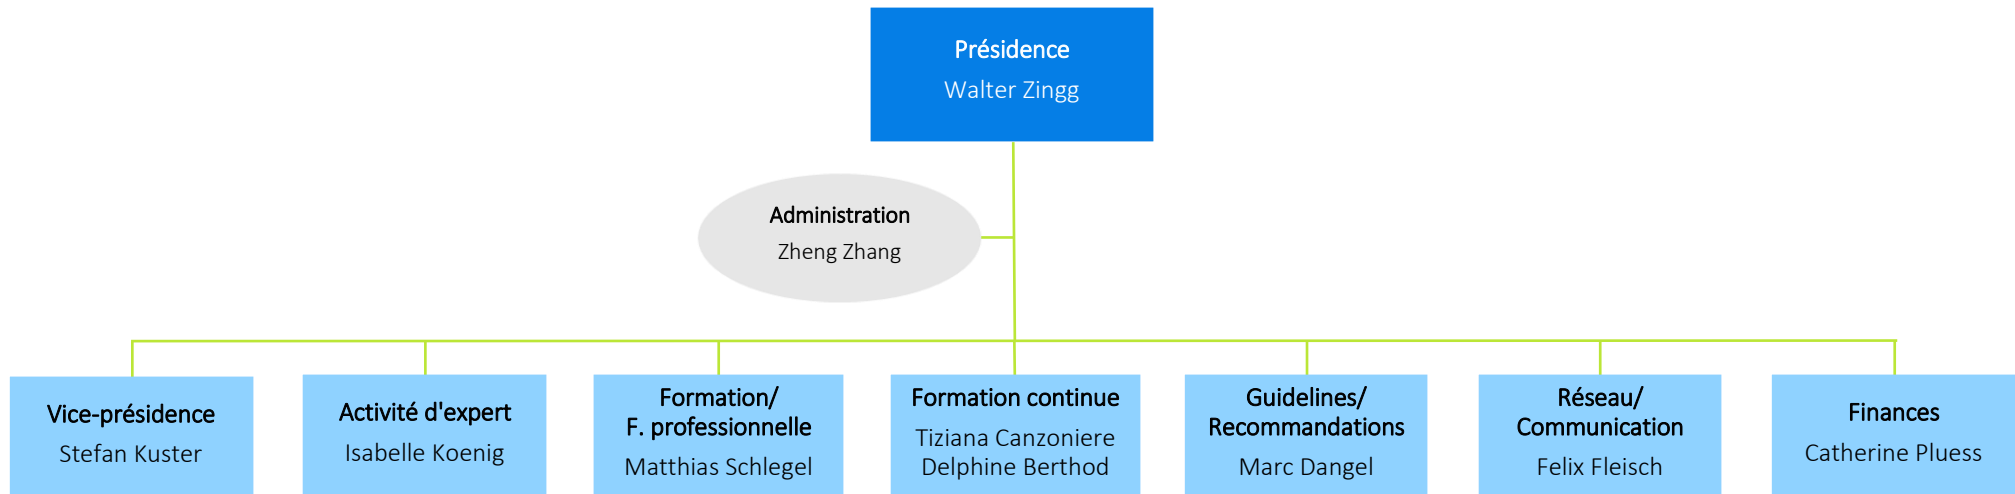 Présidence
Walter Zingg
Administration
Zheng Zhang
Vice-présidence
Stefan Kuster
Activité d'expert
Isabelle Koenig
Formation/
F. professionnelle
Matthias Schlegel
Formation continue
Tiziana Canzoniere
Delphine Berthod
Guidelines/
Recommandations
Marc Dangel
Réseau/
Communication
Felix Fleisch
Finances
Catherine Pluess